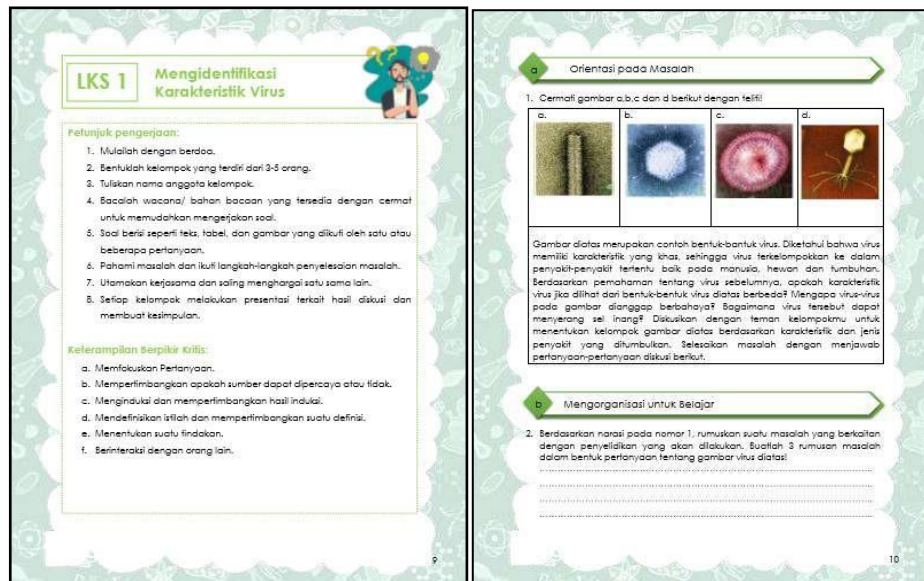 LKS 1
Mengidentifikasi
Karakteristik Virus
Petunjuk pengerjaan:
1. Mulailah dengan berdoa.
2. Bentuklah kelompok yang terdiri dari 3-5 orang.
3. Tuliskan nama anggota kelompok.
4. Bacalah wacana/ bahan bacaan yang tersedia dengan cermat
untuk memudahkan mengerjakan soal.
5. Soal berisi seperti teks, tabel, dan gambar yang diikuti oleh satu atau
beberapa pertanyaan.
6. Pahami masalah dan ikuti langkah-langkah penyelesaian masalah.
7. Utamakan kerjasama dan saling menghargai satu sama lain.
8. Setiap kelompok melakukan presentasi terkait hasil diskusi dan
membuat kesimpulan.
Keterampilan Berpikir Kritis:
a. Memfokuskan Pertanyaan.
b. Mempertimbangkan apakah sumber dapat dipercaya atau tidak.
c. Menginduksi dan mempertimbangkan hasil induksi.
d. Mendefinisikan istilah dan mempertimbangkan suatu definisi.
e. Menentukan suatu tindakan.
f. Berinteraksi dengan orang lain.
9
a Orientasi pada Masalah
1. Cermati gambar a,b,c dan d berikut dengan teliti!
a. b. c. d.
Gambar diatas merupakan contoh bentuk-bantuk virus. Diketahui bahwa virus
memiliki karakteristik yang khas, sehingga virus terkelompokkan ke dalam
penyakit-penyakit tertentu baik pada manusia, hewan dan tumbuhan.
Berdasarkan pemahaman tentang virus sebelumnya, apakah karakteristik
virus jika dilihat dari bentuk-bentuk virus diatas berbeda? Mengapa virus-virus
pada gambar dianggap berbahaya? Bagaimana virus tersebut dapat
menyerang sel inang? Diskusikan dengan teman kelompokmu untuk
menentukan kelompok gambar diatas berdasarkan karakteristik dan jenis
penyakit yang ditumbulkan. Selesaikan masalah dengan menjawab
pertanyaan-pertanyaan diskusi berikut.
b Mengorganisasi untuk Belajar
2. Berdasarkan narasi pada nomor 1, rumuskan suatu masalah yang berkaitan
dengan penyelidikan yang akan dilakukan. Buatlah 3 rumusan masalah
dalam bentuk pertanyaan tentang gambar virus diatas!
10